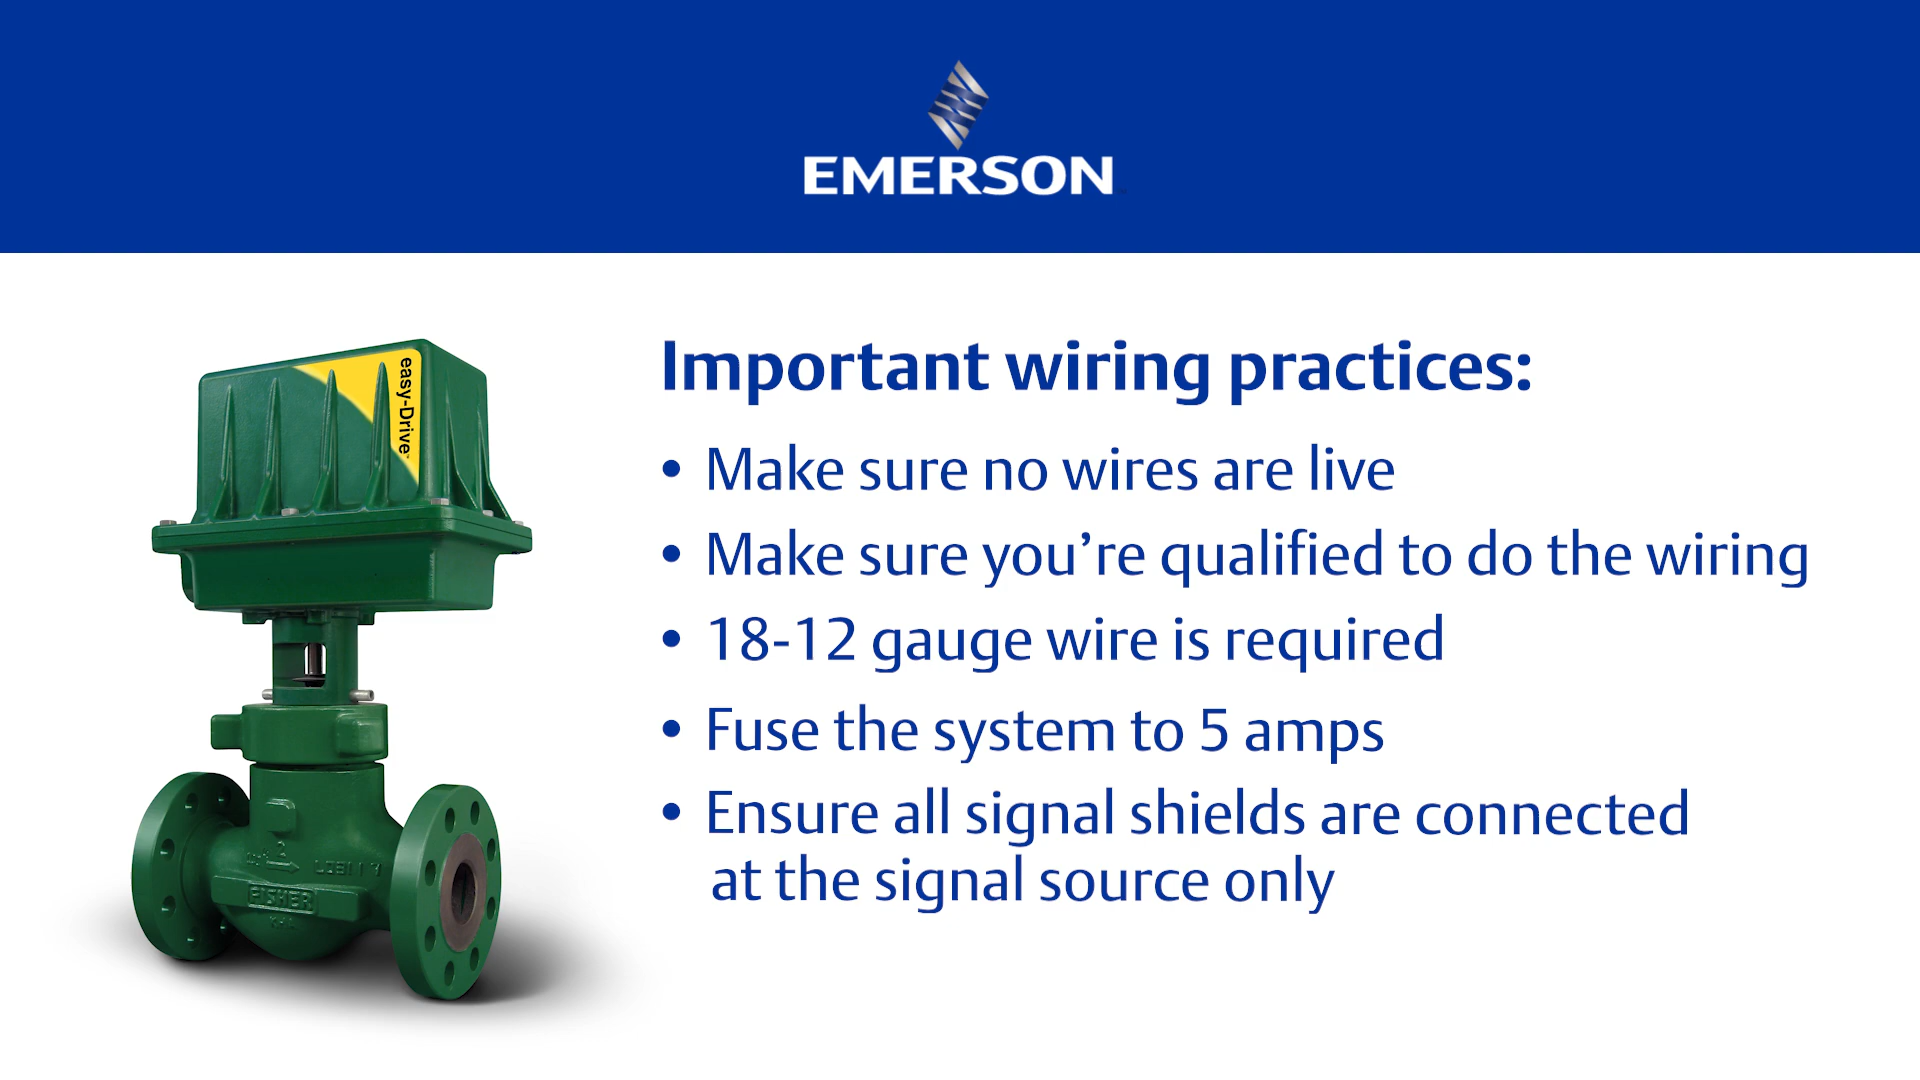 EMERSON
easy-Drive
Important wiring practices:
• Make sure no wires are live
• Make sure you’re qualified to do the wiring
• 18-12 gauge wire is required
• Fuse the system to 5 amps
• Ensure all signal shields are connected
at the signal source only
FISHER